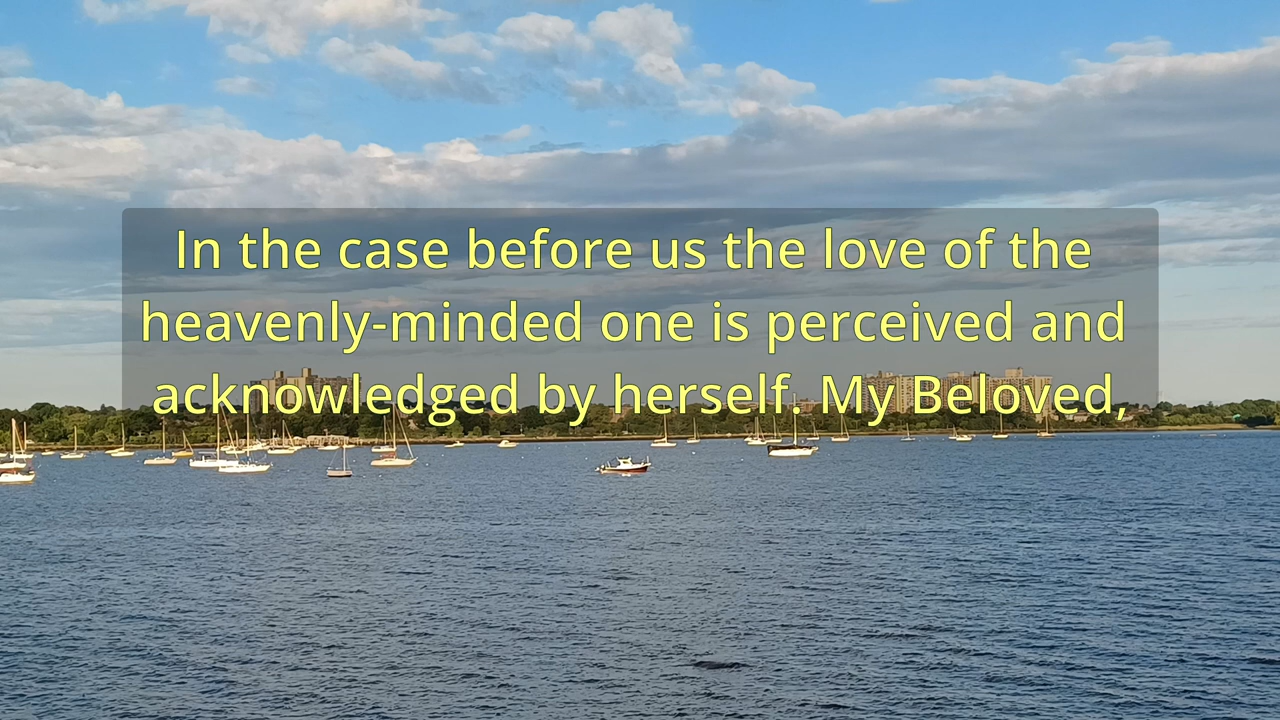 In the case before us the love of the
heavenly-minded one is perceived and
acknowledged by herself. My Beloved,